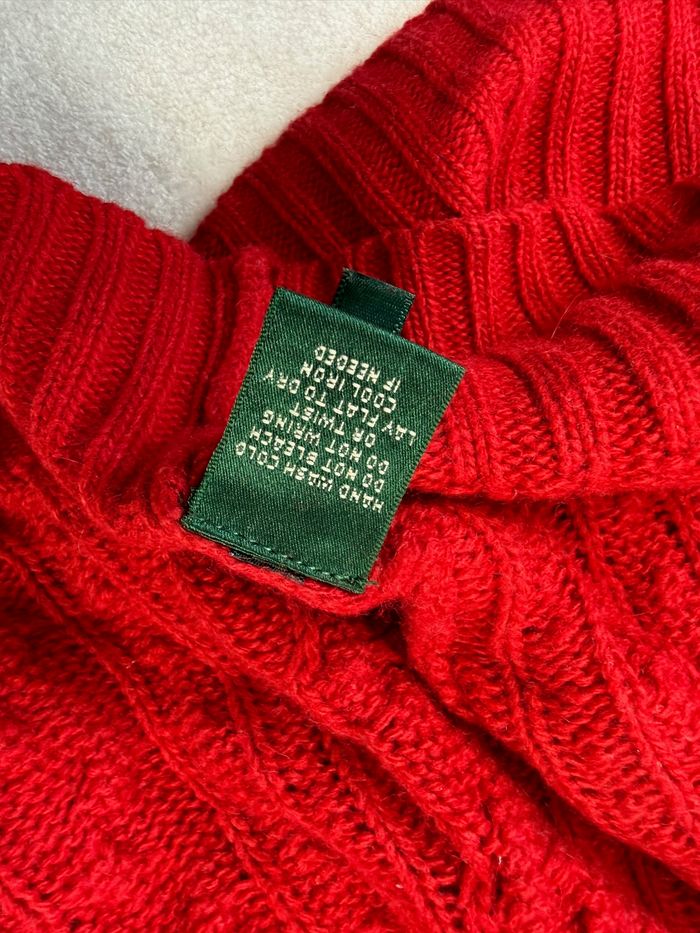 HAND WASH COLD
DO NOT BLEACH
DO NOT WRING
OR TWIST
LAY FLAT TO DRY
COOL IRON
IF NEEDED